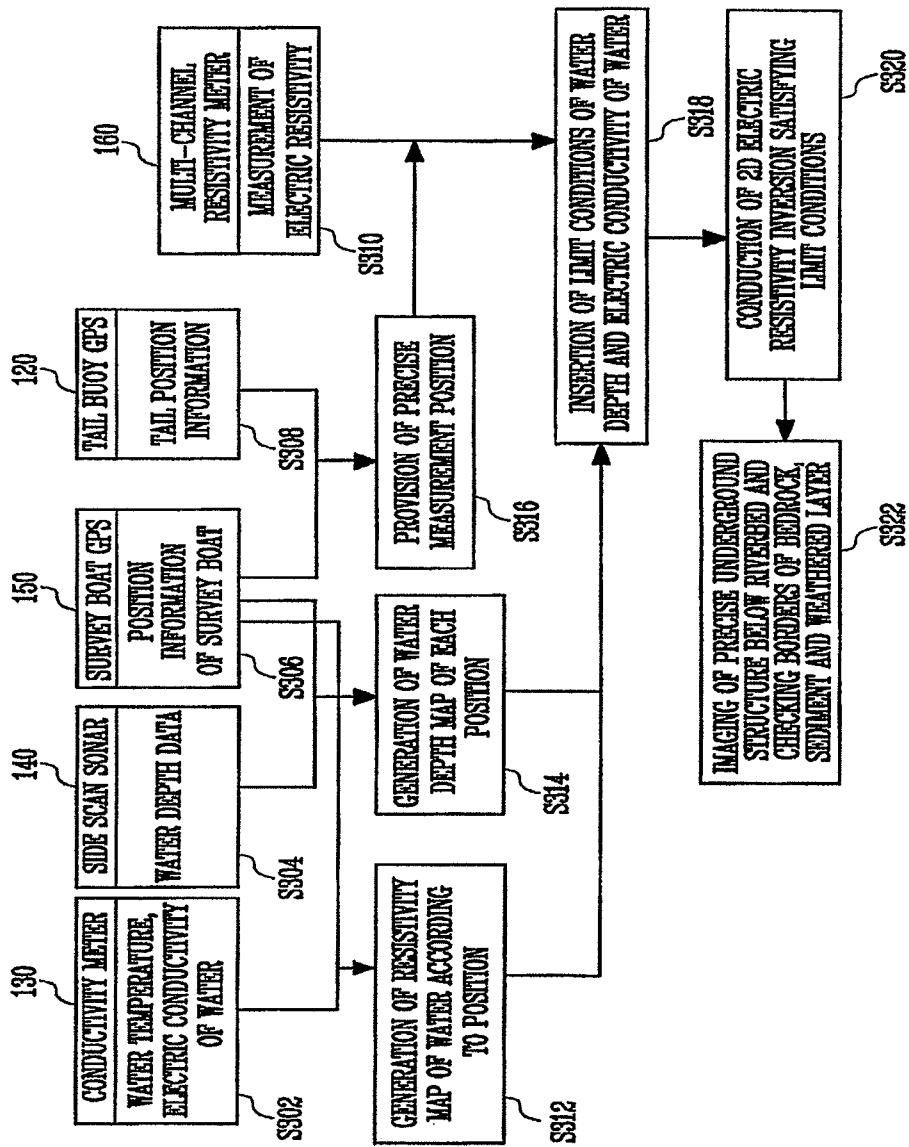 130
CONDUCTIVITY METER
WATER TEMPERATURE,
ELECTRIC CONDUCTIVITY
OF WATER
S302
140
SIDE SCAN SONAR
WATER DEPTH DATA
S304
150
SURVEY BOAT GPS
POSITION
INFORMATION
OF SURVEY BOAT
S306
120
TAIL BUOY GPS
TAIL POSITION
INFORMATION
S308
160
MULTI-CHANNEL
RESISTIVITY METER
MEASUREMENT OF
ELECTRIC RESISTIVITY
S310
GENERATION OF RESISTIVITY
MAP OF WATER ACCORDING
TO POSITION
S312
GENERATION OF WATER
DEPTH MAP OF EACH
POSITION
S314
PROVISION OF PRECISE
MEASUREMENT POSITION
S316
INSERTION OF LIMIT CONDITIONS OF WATER
DEPTH AND ELECTRIC CONDUCTIVITY OF WATER
S318
CONDUCTION OF 2D ELECTRIC
RESISTIVITY INVERSION SATISFYING
LIMIT CONDITIONS
S320
IMAGING OF PRECISE UNDERGROUND
STRUCTURE BELOW RIVERBED AND
CHECKING BORDERS OF BEDROCK,
SEDIMENT AND WEATHERED LAYER
S322